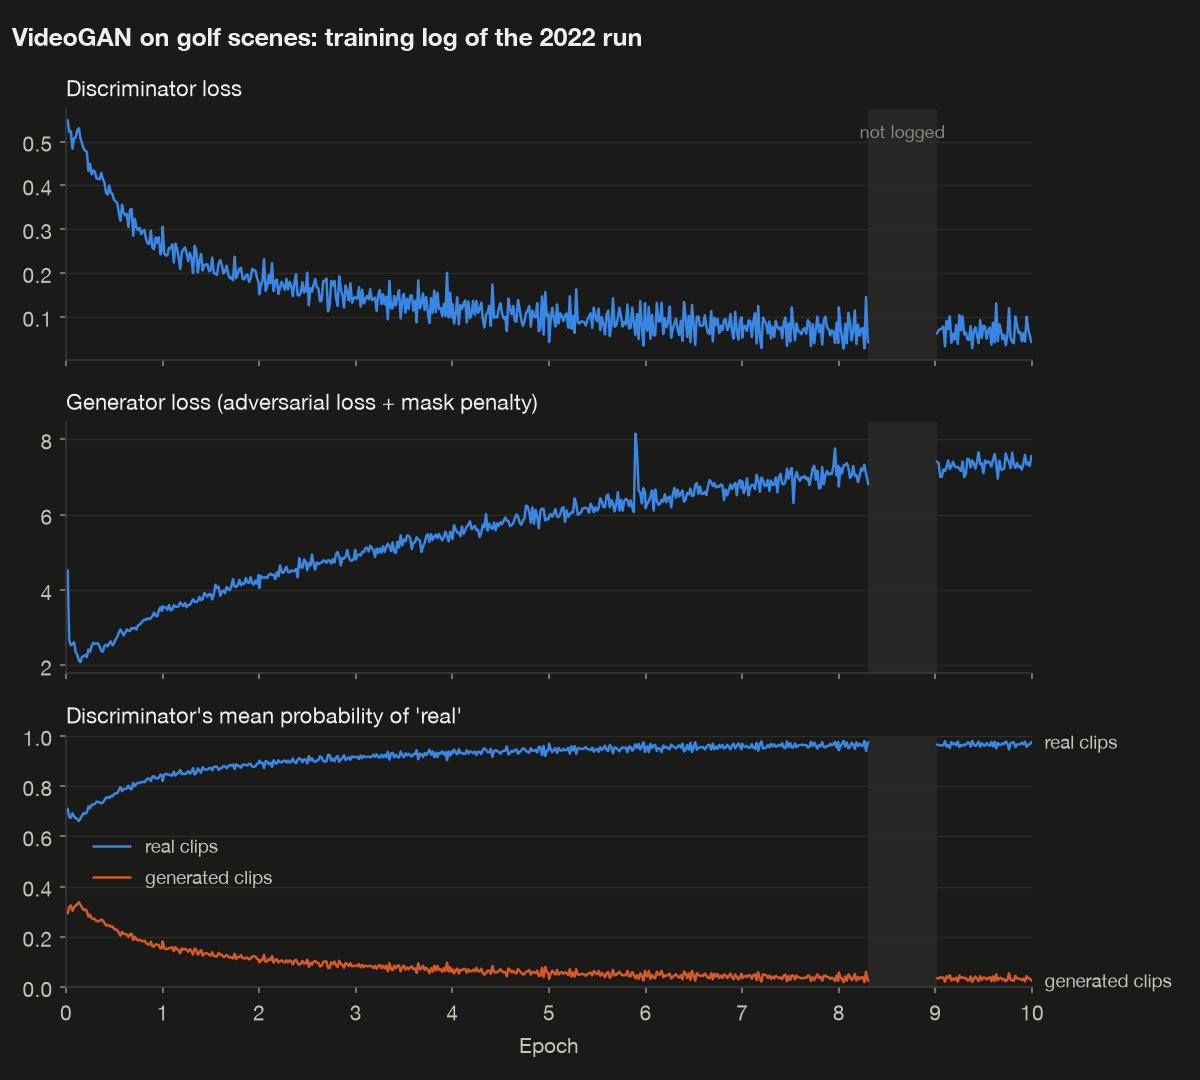 VideoGAN on golf scenes: training log of the 2022 run
Discriminator loss
not logged
0.5
0.4
0.3
0.2
0.1
Generator loss (adversarial loss + mask penalty)
8
6
4
2
Discriminator's mean probability of 'real'
1.0
0.8
0.6
0.4
0.2
0.0
real clips
generated clips
real clips
generated clips
0 1 2 3 4 5 6 7 8 9 10
Epoch